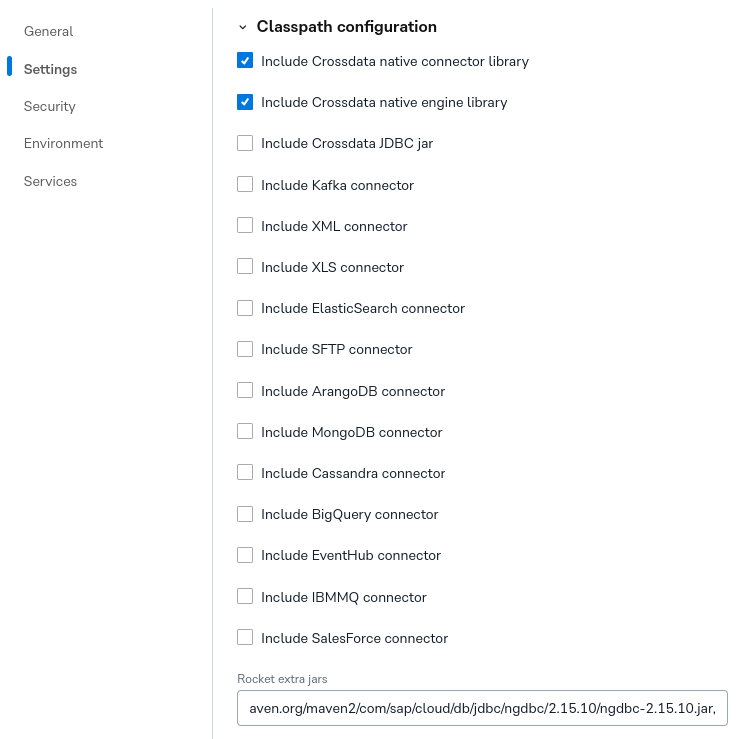 General
Settings
Security
Environment
Services
Classpath configuration
Include Crossdata native connector library
Include Crossdata native engine library
Include Crossdata JDBC jar
Include Kafka connector
Include XML connector
Include XLS connector
Include ElasticSearch connector
Include SFTP connector
Include ArangoDB connector
Include MongoDB connector
Include Cassandra connector
Include BigQuery connector
Include EventHub connector
Include IBMMQ connector
Include SalesForce connector
Rocket extra jars
aven.org/maven2/com/sap/cloud/db/jdbc/ngdbc/2.15.10/ngdbc-2.15.10.jar,